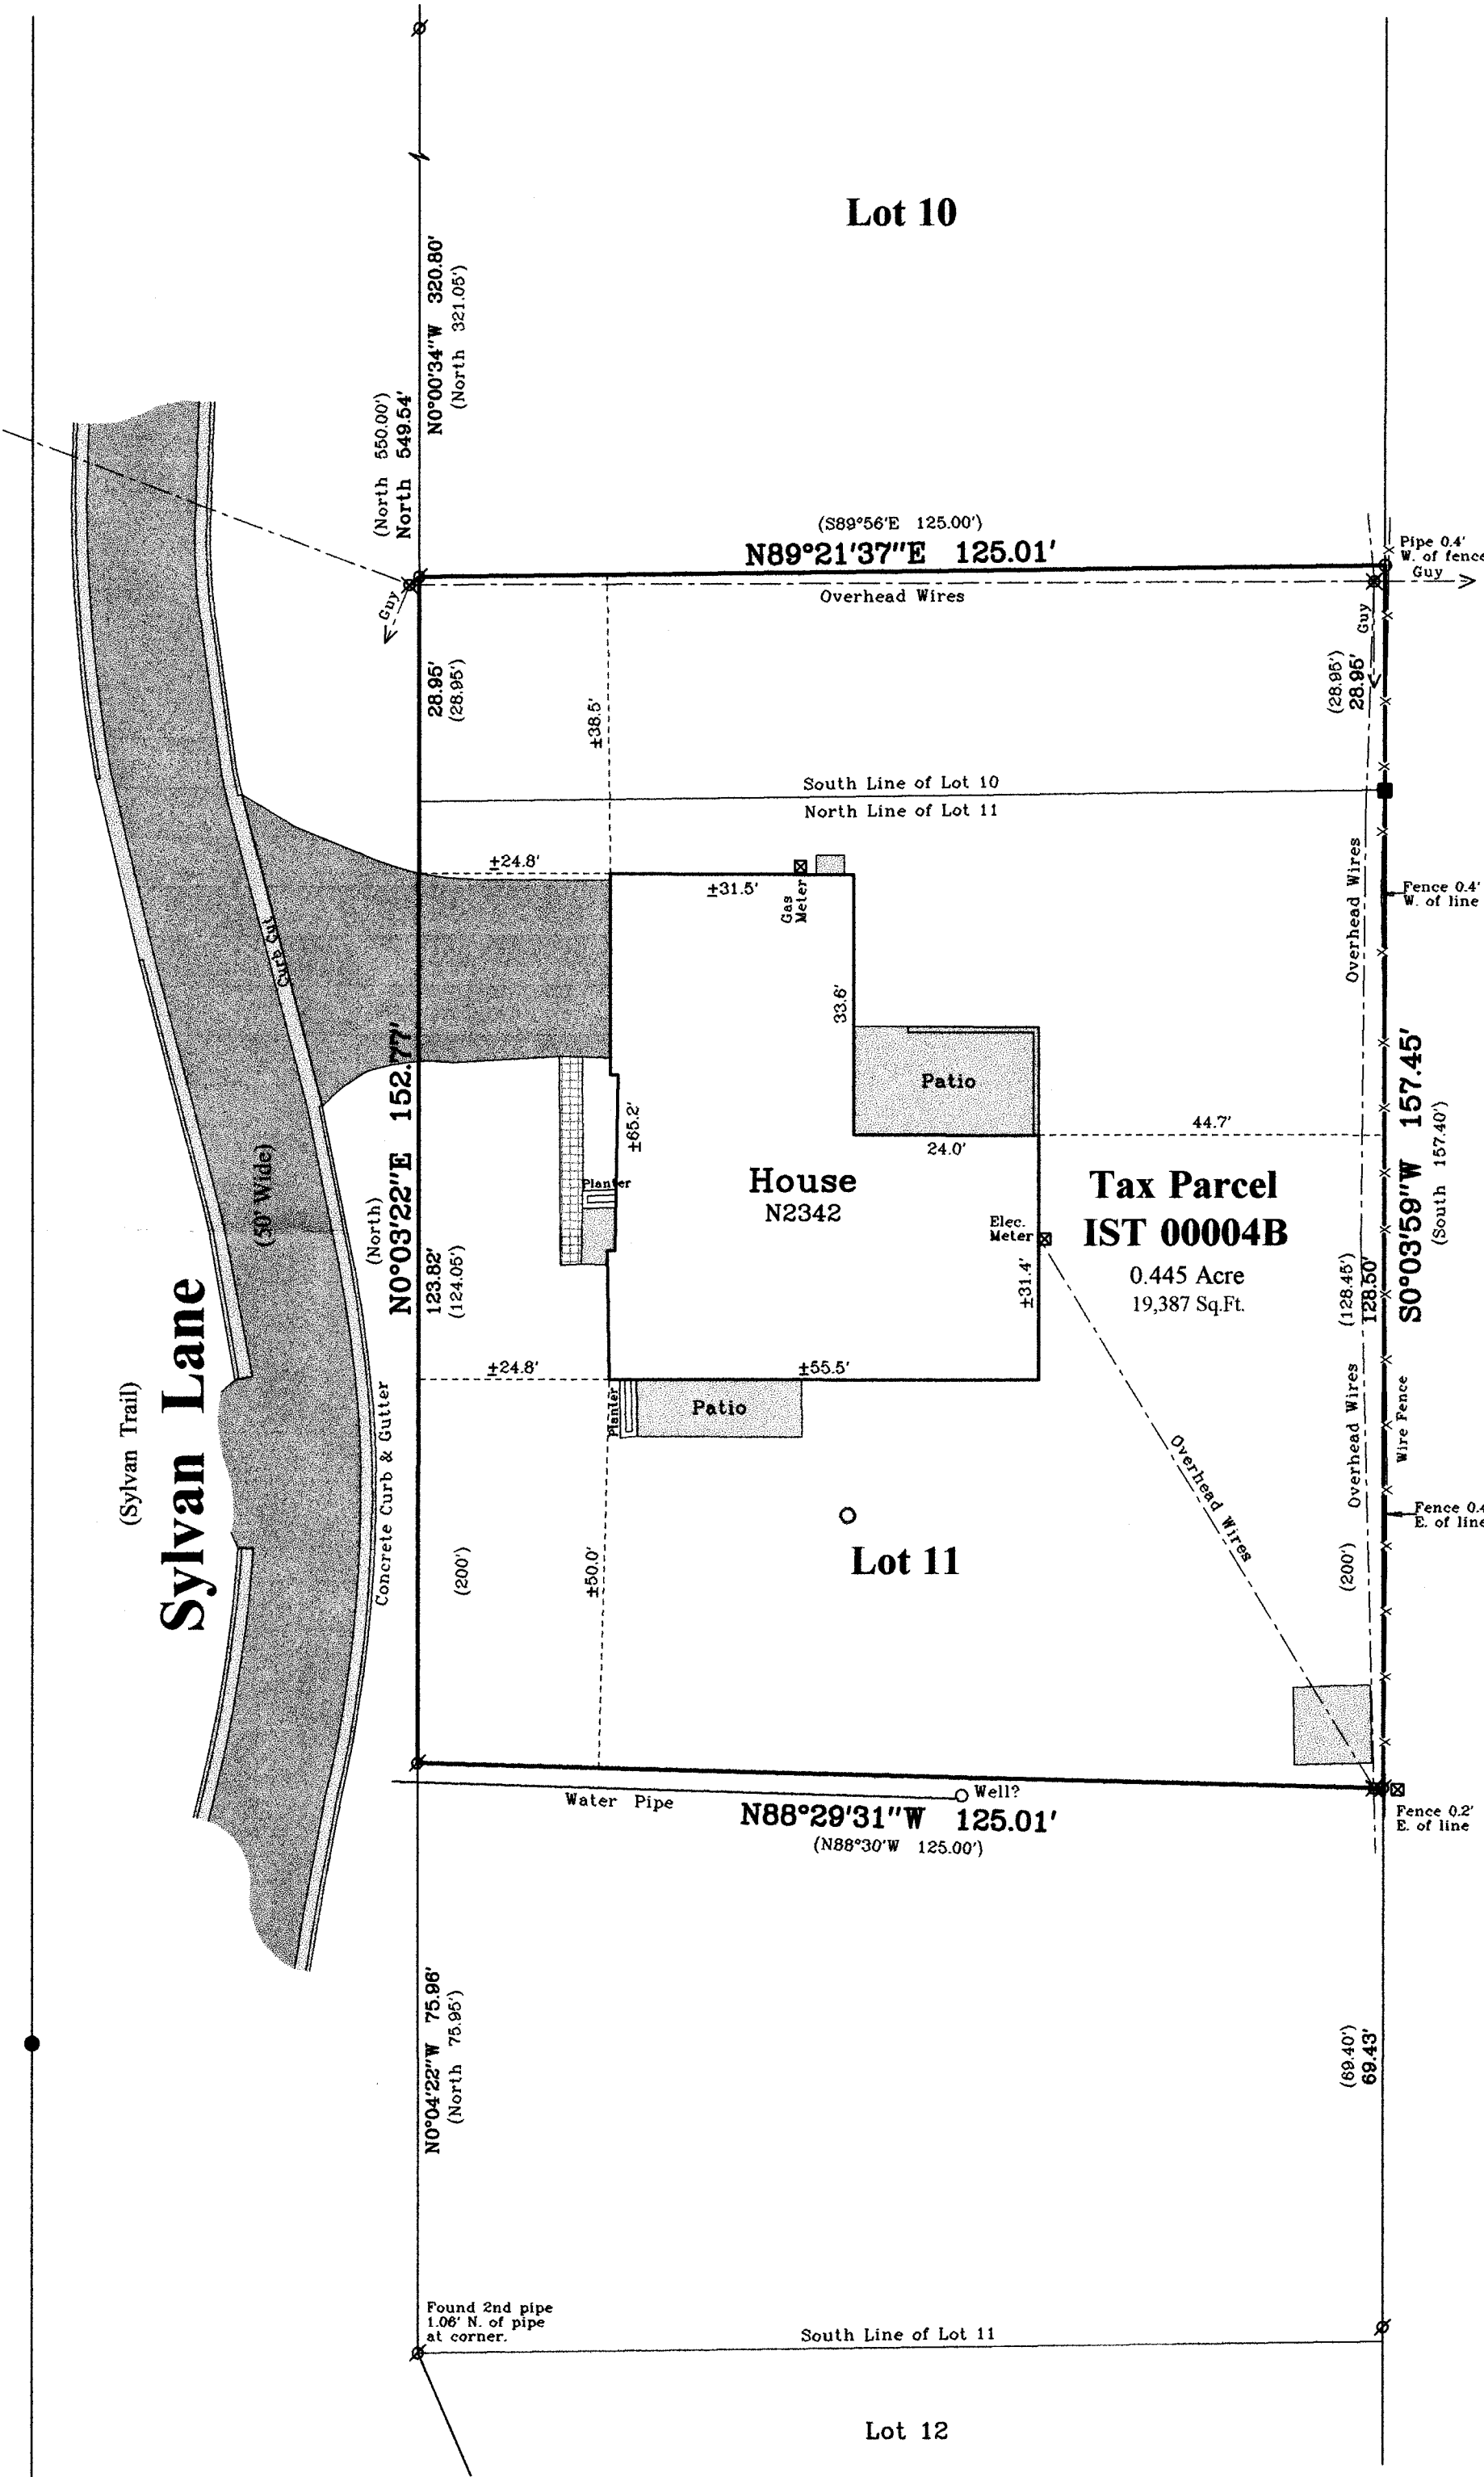 Lot 10
N0°00'34"W 320.80'
(North 321.05')
(North 550.00')
North 549.54'
(S89°56'E 125.00')
N89°21'37"E 125.01'
Overhead Wires
Pipe 0.4'
W. of fence
Guy
Guy
Guy
28.95'
(28.95')
±38.5'
(28.95')
28.95'
South Line of Lot 10
North Line of Lot 11
±24.8'
±31.5'
Gas
Meter
Overhead Wires
Fence 0.4'
W. of line
Curb Cut
33.6'
Patio
N0°03'22"E 152.77'
(North)
123.82'
(124.05')
±65.2'
Planter
House
N2342
24.0'
44.7'
Elec.
Meter
±31.4'
Tax Parcel
IST 00004B
0.445 Acre
19,387 Sq.Ft.
(128.45')
128.50'
S0°03'59"W 157.45'
(South 157.40')
(50' Wide)
Sylvan Lane
(Sylvan Trail)
Concrete Curb & Gutter
±24.8'
±55.5'
Planter
Patio
Overhead Wires
Overhead Wires
Wire Fence
Fence 0.4
E. of line
(200')
±50.0'
Lot 11
(200')
Water Pipe
Well?
N88°29'31"W 125.01'
(N88°30'W 125.00')
Fence 0.2'
E. of line
N0°04'22"W 75.96'
(North 75.95')
(69.40')
69.43'
Found 2nd pipe
1.06' N. of pipe
at corner.
South Line of Lot 11
Lot 12